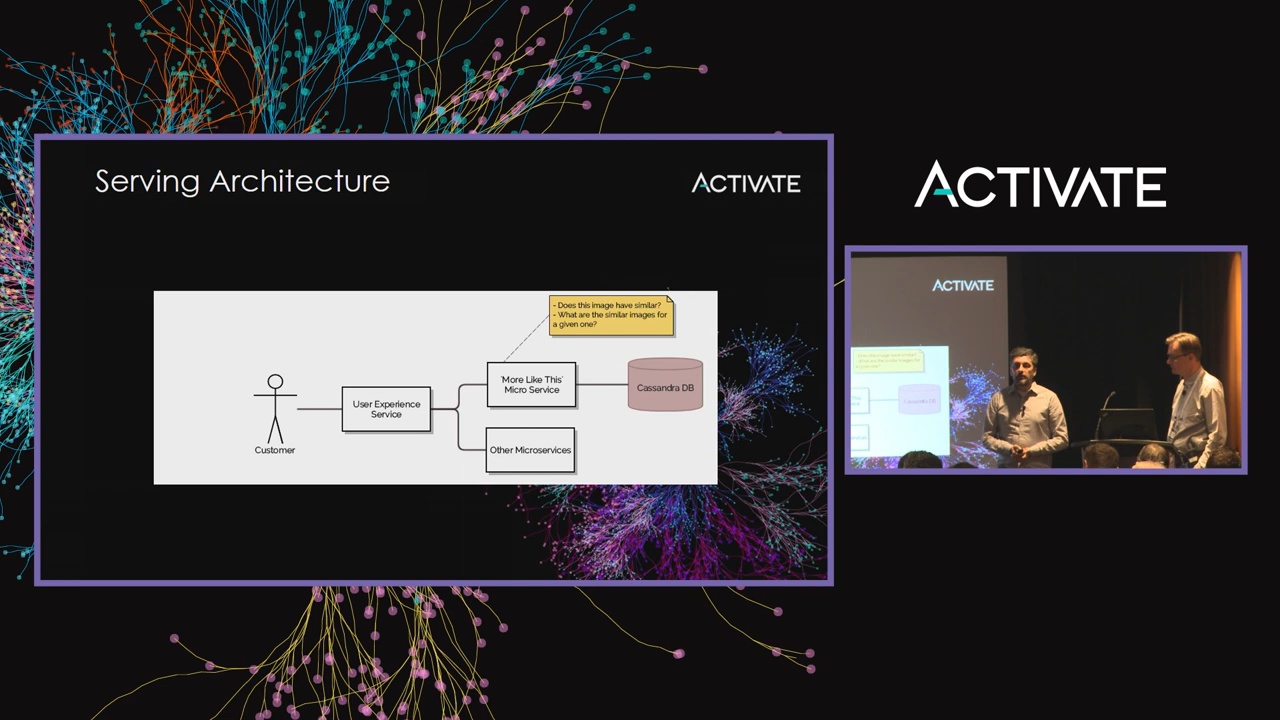 Serving Architecture
ACTIVATE
ACTIVATE
- Does this image have similar?
- What are the similar images for
a given one?
'More Like This'
Micro Service
Cassandra DB
User Experience
Service
Customer
Other Microservices
ACTIVATE